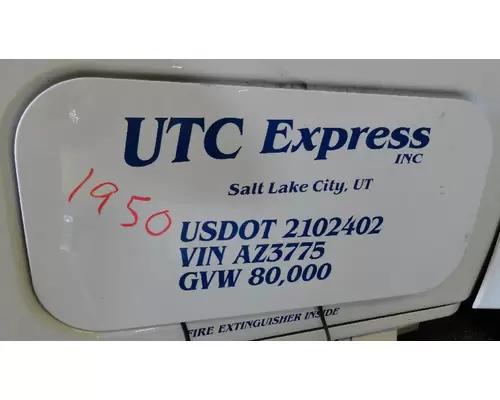 UTC Express
INC
Salt Lake City, UT
1950
USDOT 2102402
VIN AZ3775
GVW 80,000
FIRE EXTINGUISHER INSIDE